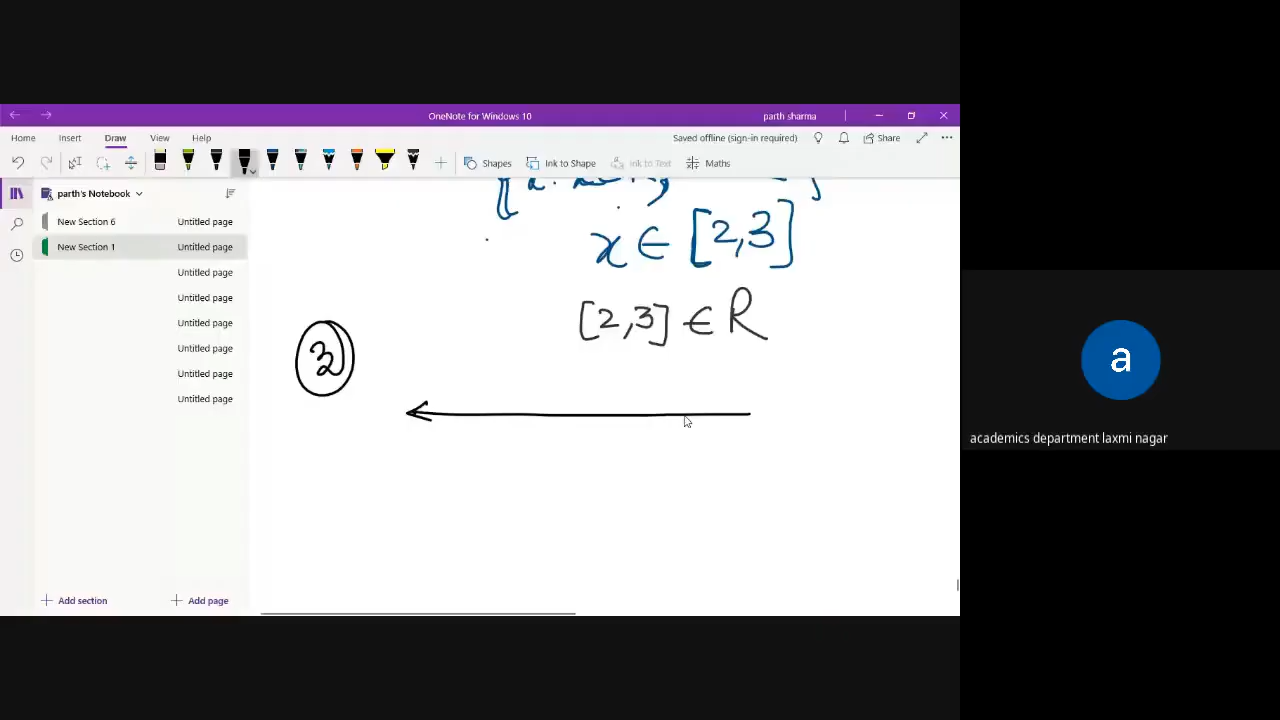 OneNote for Windows 10
parth sharma
Home Insert Draw View Help
Saved offline (sign-in required)
Share
Shapes
Ink to Shape
Ink to Text
Maths
parth's Notebook
New Section 6
New Section 1
Untitled page
Untitled page
Untitled page
Untitled page
Untitled page
Untitled page
Untitled page
Untitled page
Add section
Add page
x ∈ [2,3]
[2,3] ∈ R
a
academics department laxmi nagar